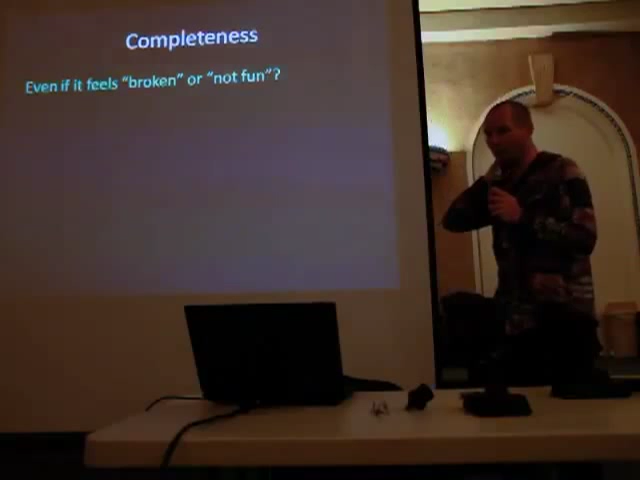 Completeness
Even if it feels “broken” or “not fun”?